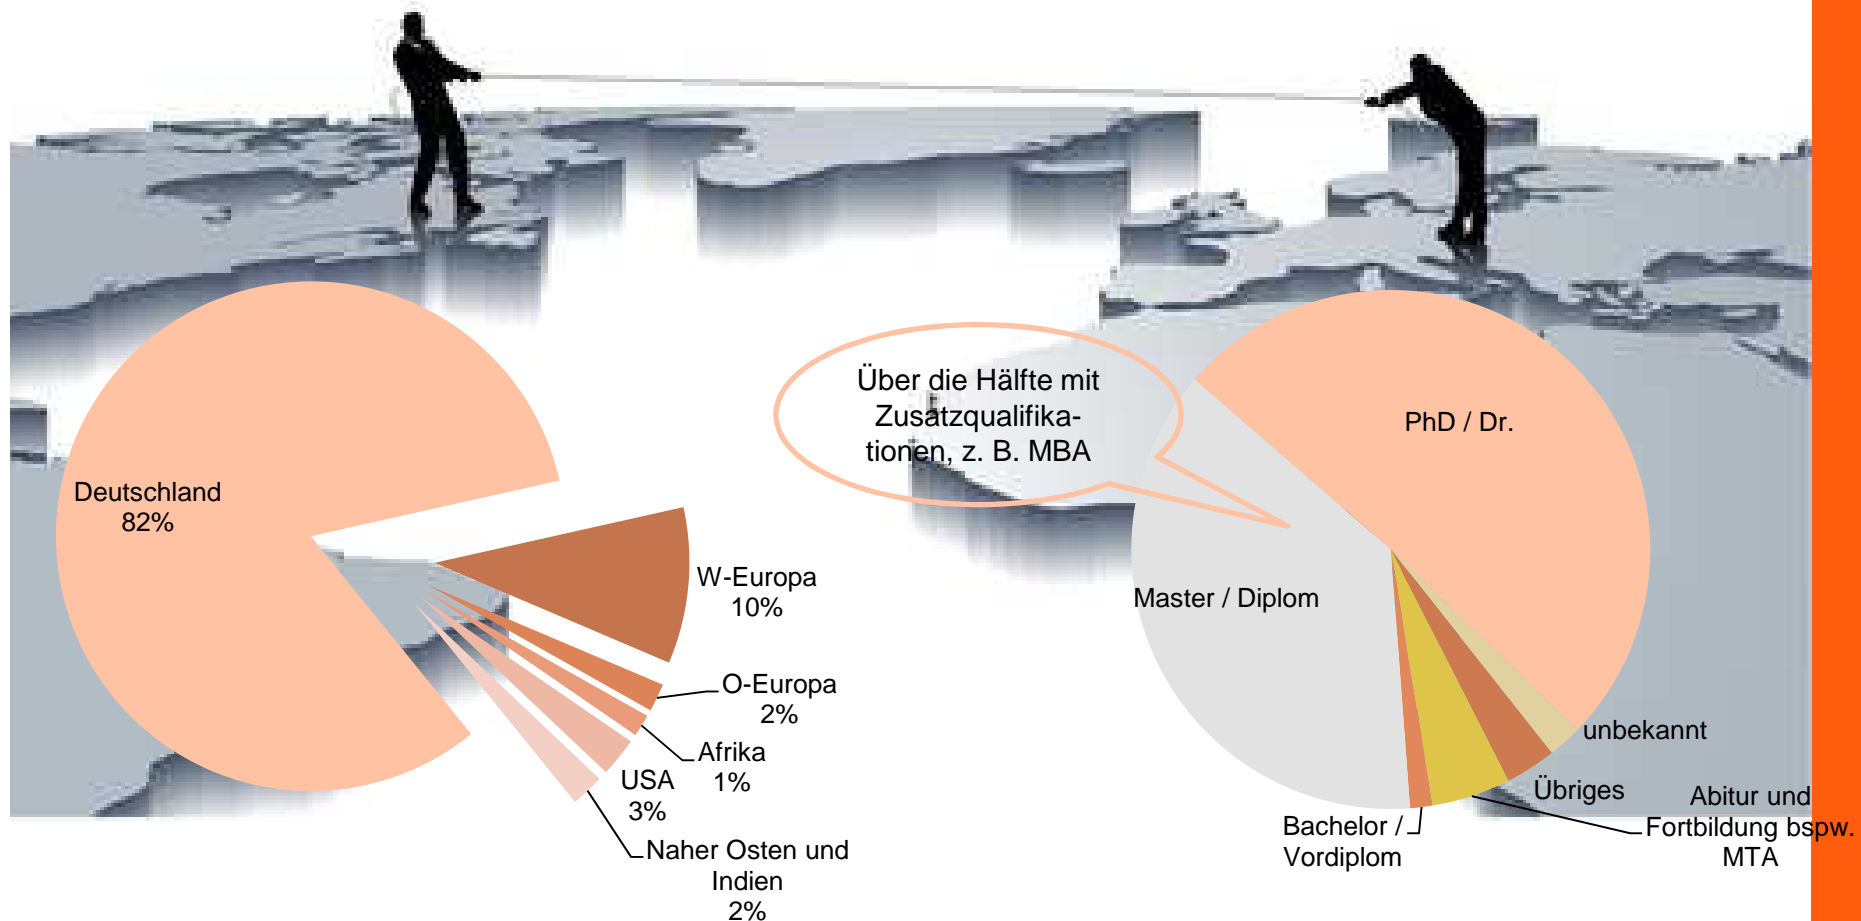 Deutschland
82%
W-Europa
10%
O-Europa
2%
Afrika
1%
USA
3%
Naher Osten und
Indien
2%
Über die Hälfte mit
Zusatzqualifika-
tionen, z. B. MBA
PhD / Dr.
Master / Diplom
unbekannt
Übriges
Abitur und
Fortbildung bspw.
MTA
Bachelor /
Vordiplom